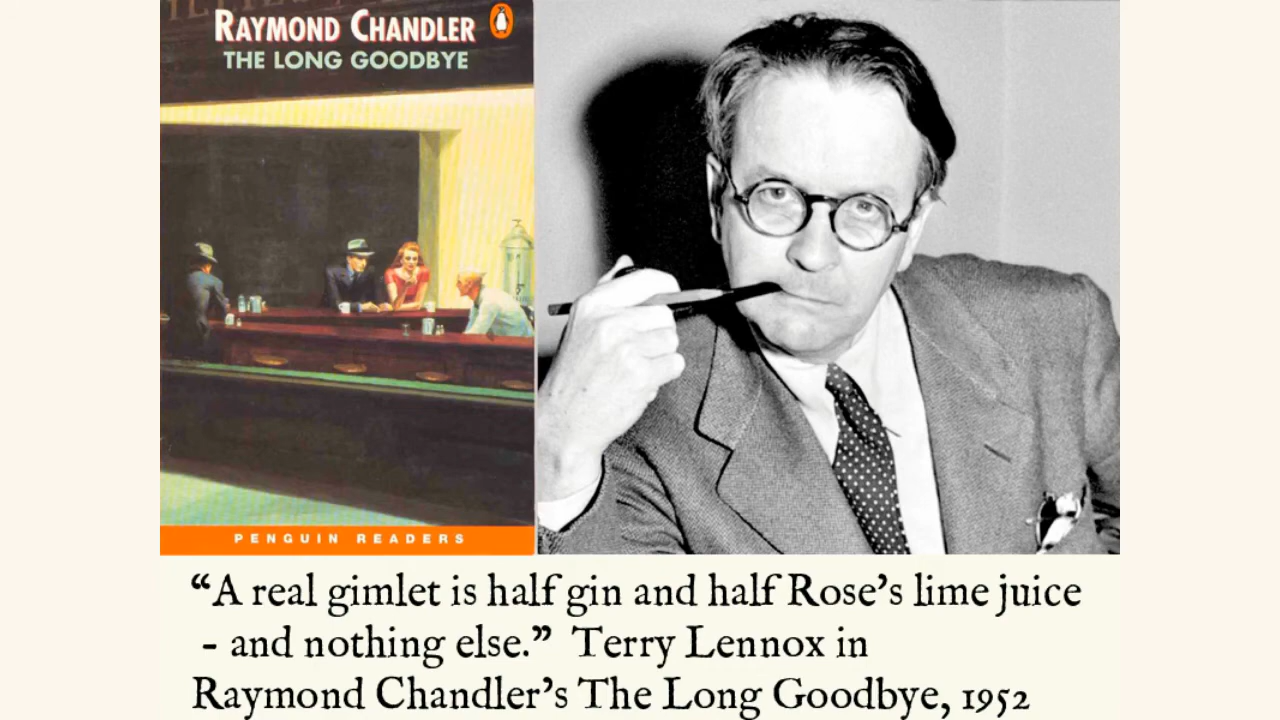 RAYMOND CHANDLER
THE LONG GOODBYE
PENGUIN READERS
“A real gimlet is half gin and half Rose’s lime juice
- and nothing else.” Terry Lennox in
Raymond Chandler’s The Long Goodbye, 1952